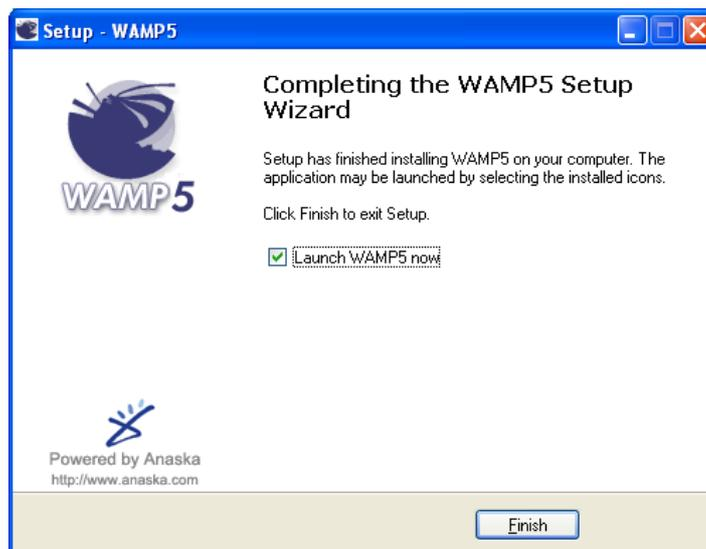 Setup - WAMP5
WAMP5
Completing the WAMP5 Setup
Wizard
Setup has finished installing WAMP5 on your computer. The
application may be launched by selecting the installed icons.
Click Finish to exit Setup.
Launch WAMP5 now
Powered by Anaska
http://www.anaska.com
Finish